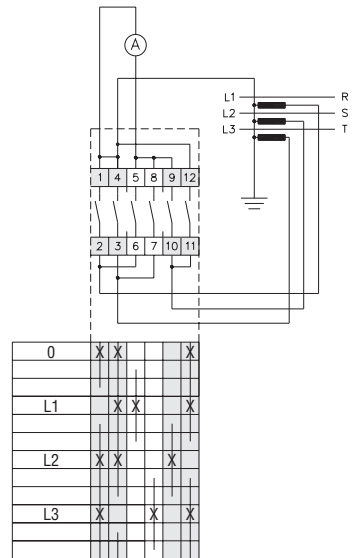 A
L1 R
L2 S
L3 T
1 4 5 8 9 12
2 3 6 7 10 11
0 X X X
L1 X X X
L2 X X X
L3 X X X